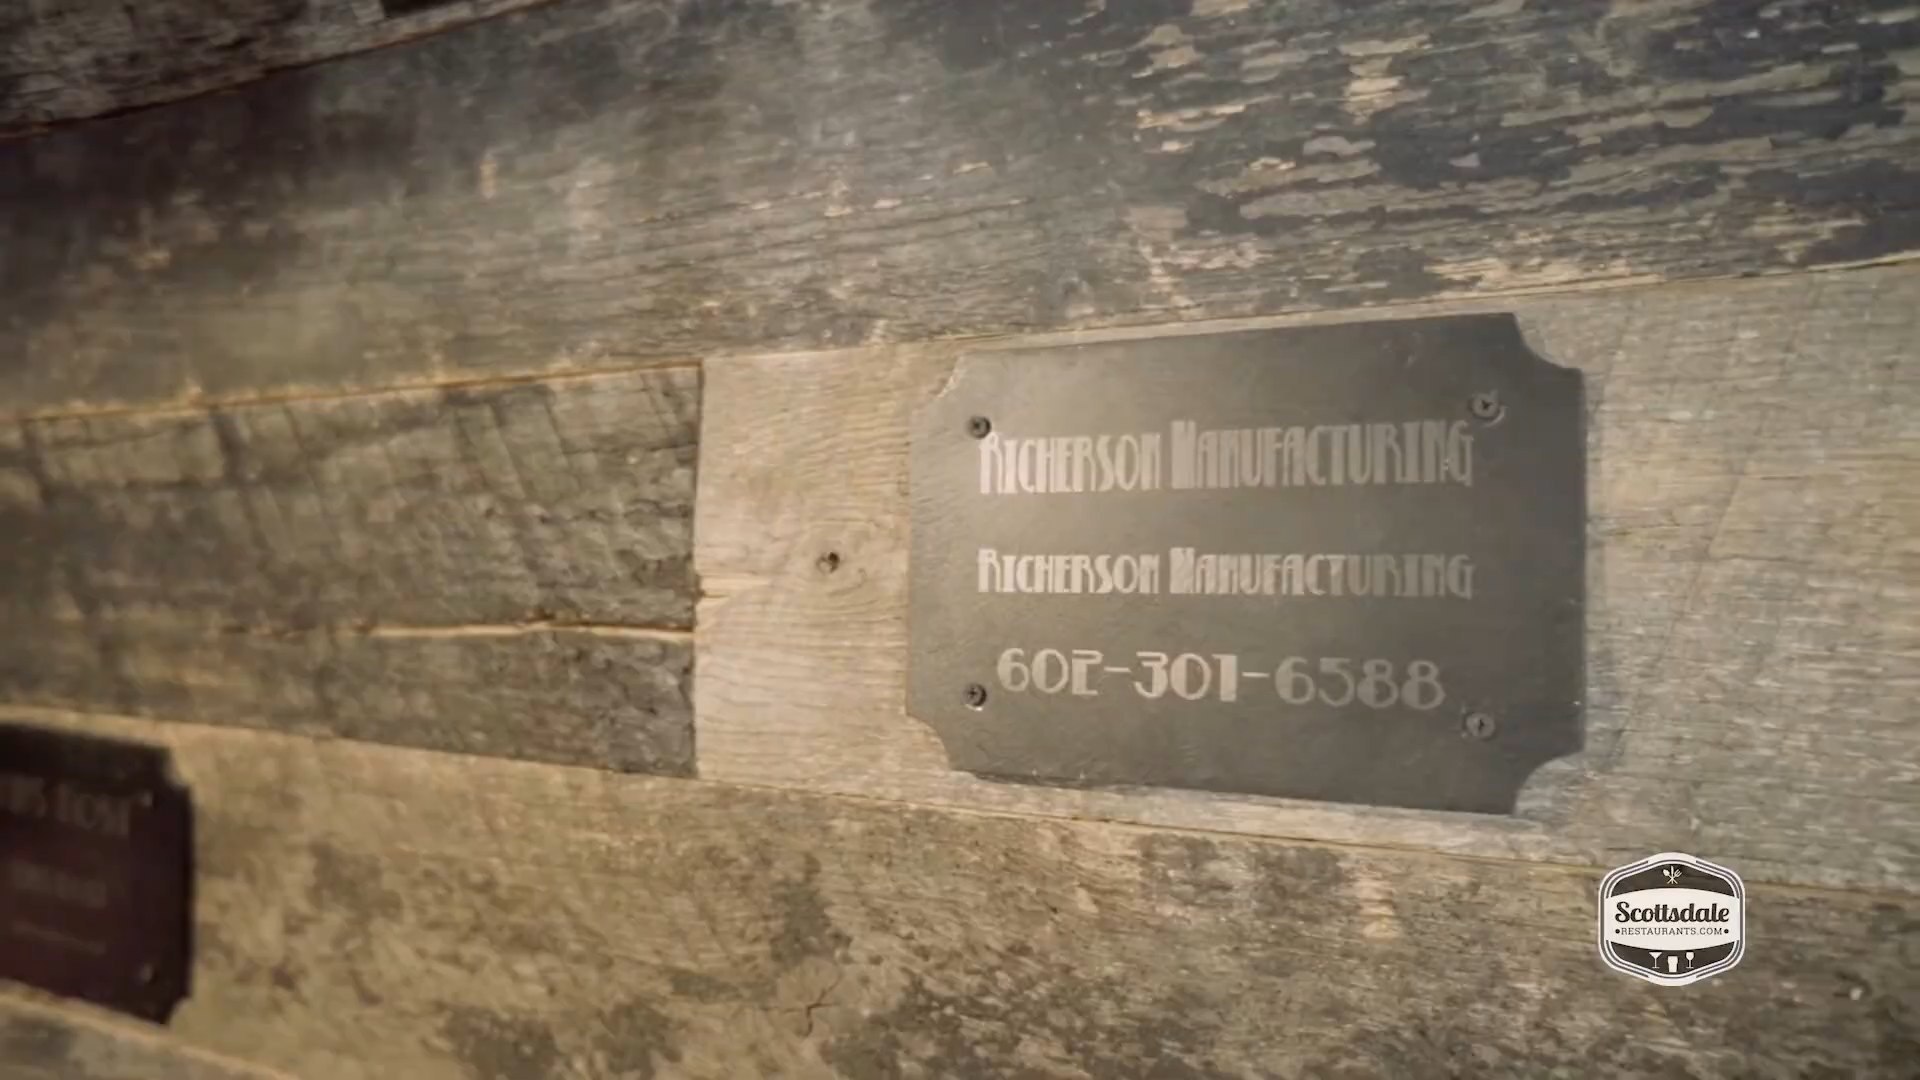 Richerson Manufacturing
Richerson Manufacturing
602-301-6588
Scottsdale
RESTAURANTS.COM